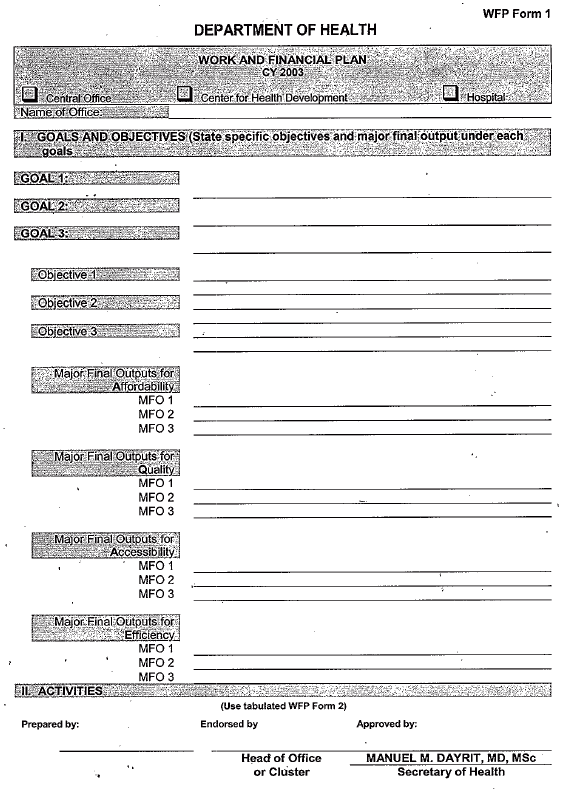 WFP Form 1
DEPARTMENT OF HEALTH
WORK AND FINANCIAL PLAN
CY 2003
Central Office Center for Health Development Hospital
Name of Office:
I. GOALS AND OBJECTIVES (State specific objectives and major final output under each
goals
GOAL 1:
GOAL 2:
GOAL 3:
Objective 1
Objective 2
Objective 3
Major Final Outputs for
Affordability
MFO 1
MFO 2
MFO 3
Major Final Outputs for
Quality
MFO 1
MFO 2
MFO 3
Major Final Outputs for
Accessibility
MFO 1
MFO 2
MFO 3
Major Final Outputs for
Efficiency
MFO 1
MFO 2
MFO 3
II. ACTIVITIES
(Use tabulated WFP Form 2)
Prepared by: Endorsed by Approved by:
Head of Office MANUEL M. DAYRIT, MD, MSc
or Cluster Secretary of Health